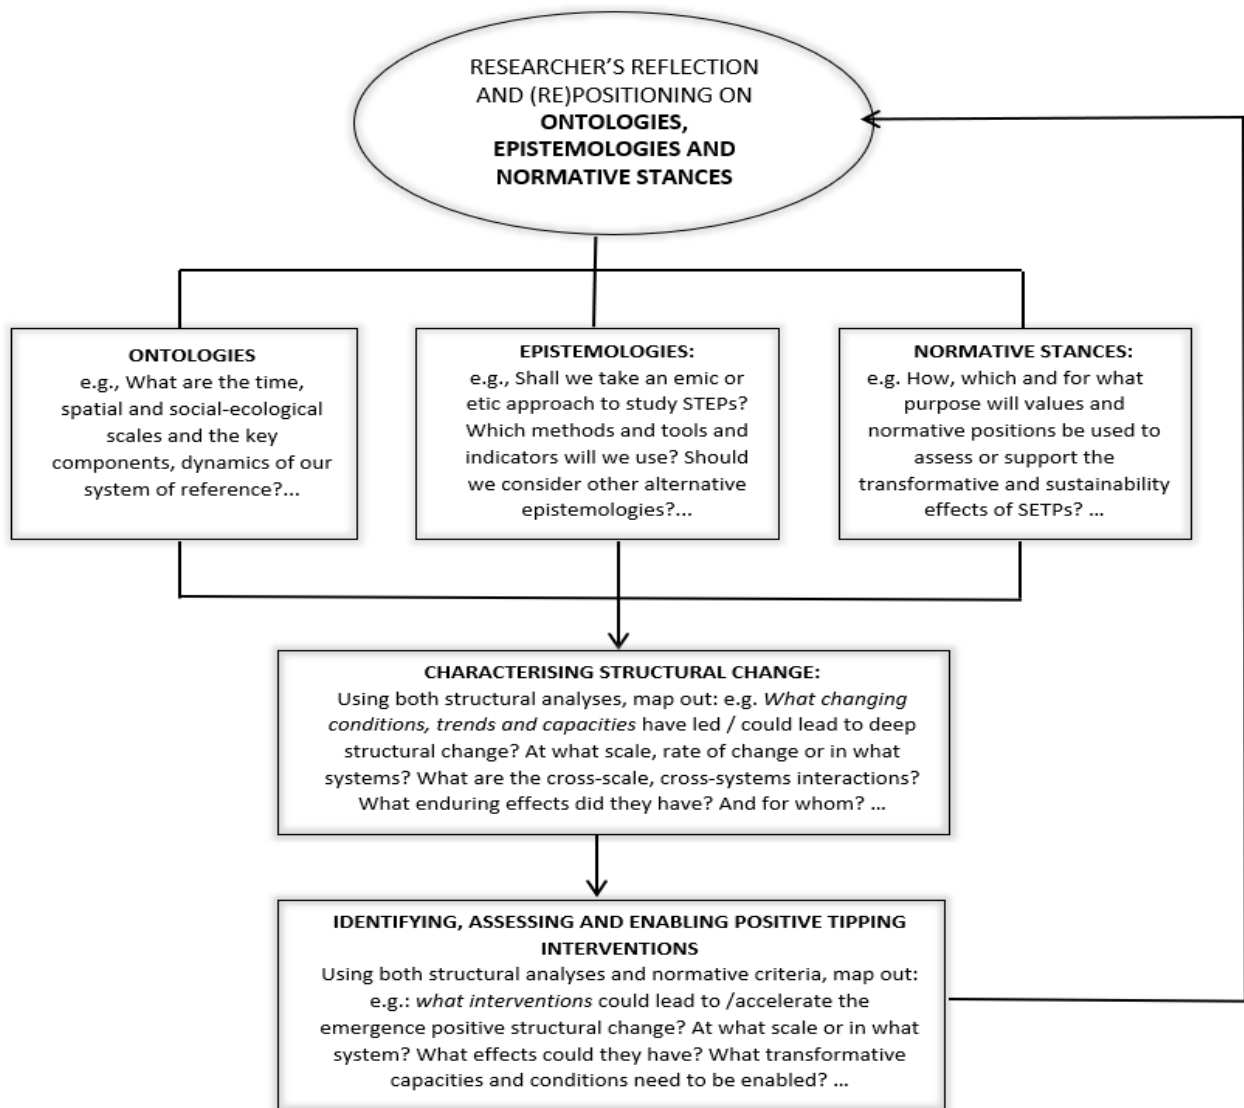 RESEARCHER’S REFLECTION
AND (RE)POSITIONING ON
ONTOLOGIES,
EPISTEMOLOGIES AND
NORMATIVE STANCES
ONTOLOGIES
e.g., What are the time,
spatial and social-ecological
scales and the key
components, dynamics of our
system of reference?...
EPISTEMOLOGIES:
e.g., Shall we take an emic or
etic approach to study STEPs?
Which methods and tools and
indicators will we use? Should
we consider other alternative
epistemologies?...
NORMATIVE STANCES:
e.g. How, which and for what
purpose will values and
normative positions be used to
assess or support the
transformative and sustainability
effects of SETPs? ...
CHARACTERISING STRUCTURAL CHANGE:
Using both structural analyses, map out: e.g. What changing
conditions, trends and capacities have led / could lead to deep
structural change? At what scale, rate of change or in what
systems? What are the cross-scale, cross-systems interactions?
What enduring effects did they have? And for whom? ...
IDENTIFYING, ASSESSING AND ENABLING POSITIVE TIPPING
INTERVENTIONS
Using both structural analyses and normative criteria, map out:
e.g.: what interventions could lead to /accelerate the
emergence positive structural change? At what scale or in what
system? What effects could they have? What transformative
capacities and conditions need to be enabled? ...